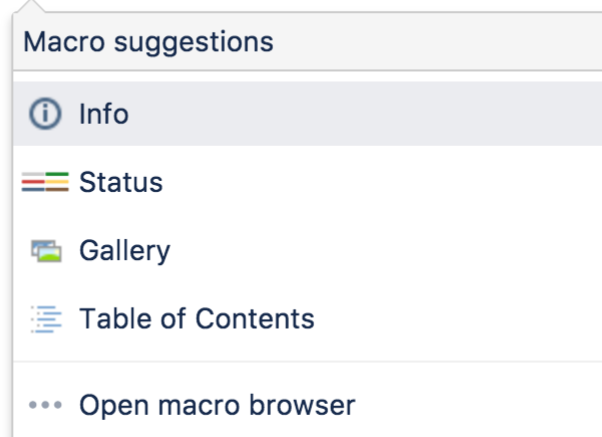 Macro suggestions
Info
Status
Gallery
Table of Contents
Open macro browser